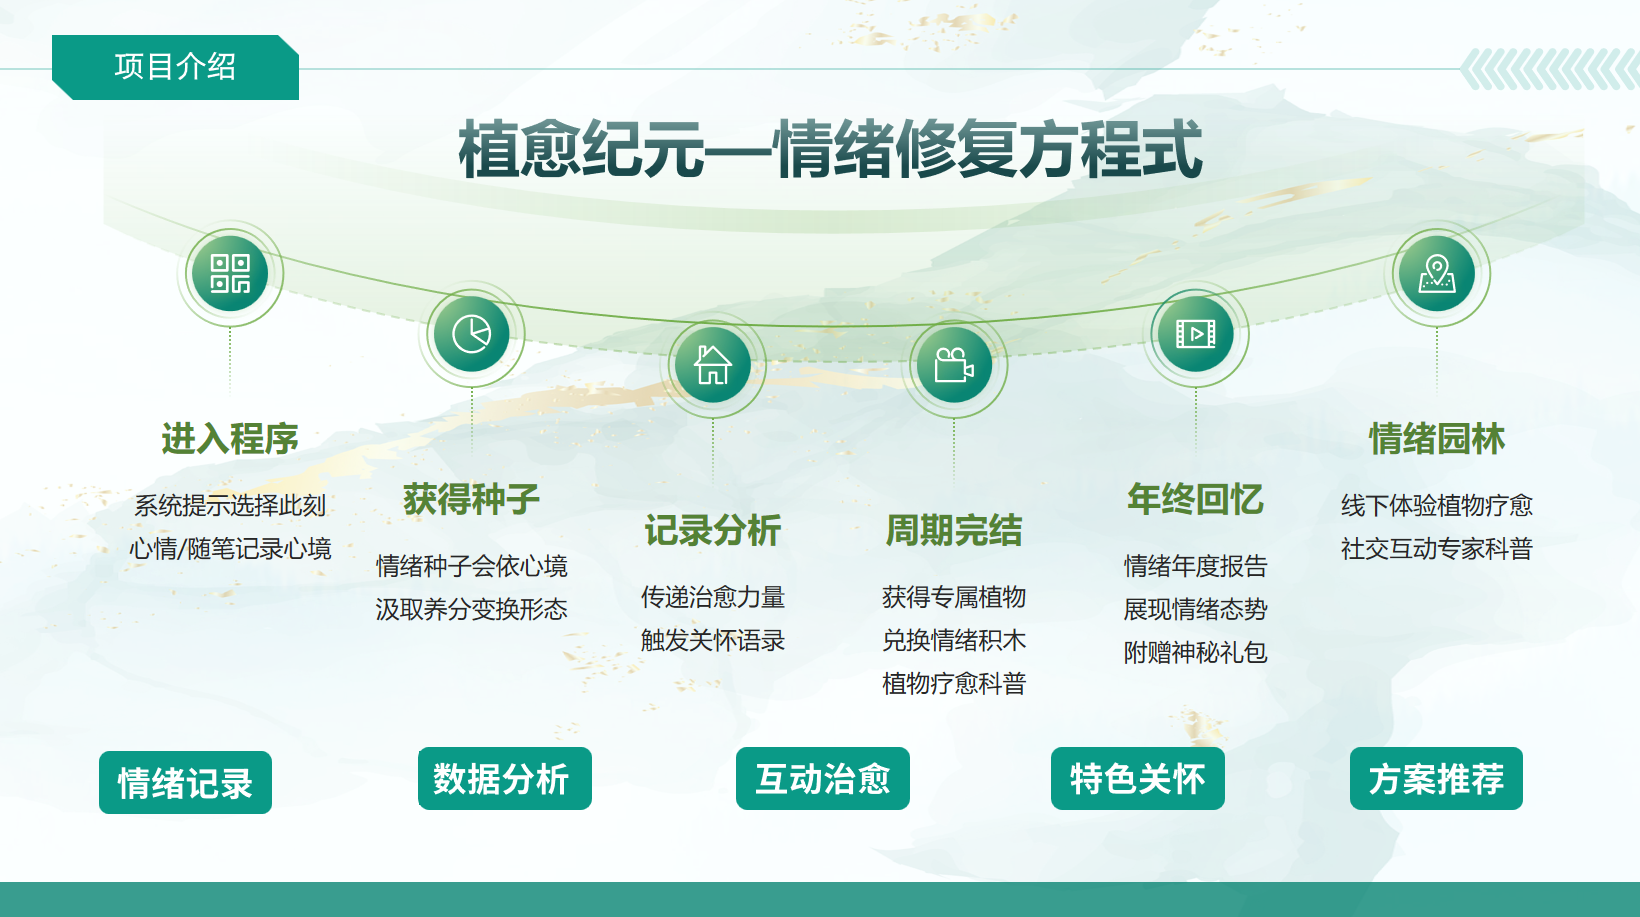 项目介绍
植愈纪元—情绪修复方程式
进入程序
系统提示选择此刻
心情/随笔记录心境
获得种子
情绪种子会依心境
汲取养分变换形态
记录分析
传递治愈力量
触发关怀语录
周期完结
获得专属植物
兑换情绪积木
植物疗愈科普
年终回忆
情绪年度报告
展现情绪态势
附赠神秘礼包
情绪园林
线下体验植物疗愈
社交互动专家科普
情绪记录
数据分析
互动治愈
特色关怀
方案推荐